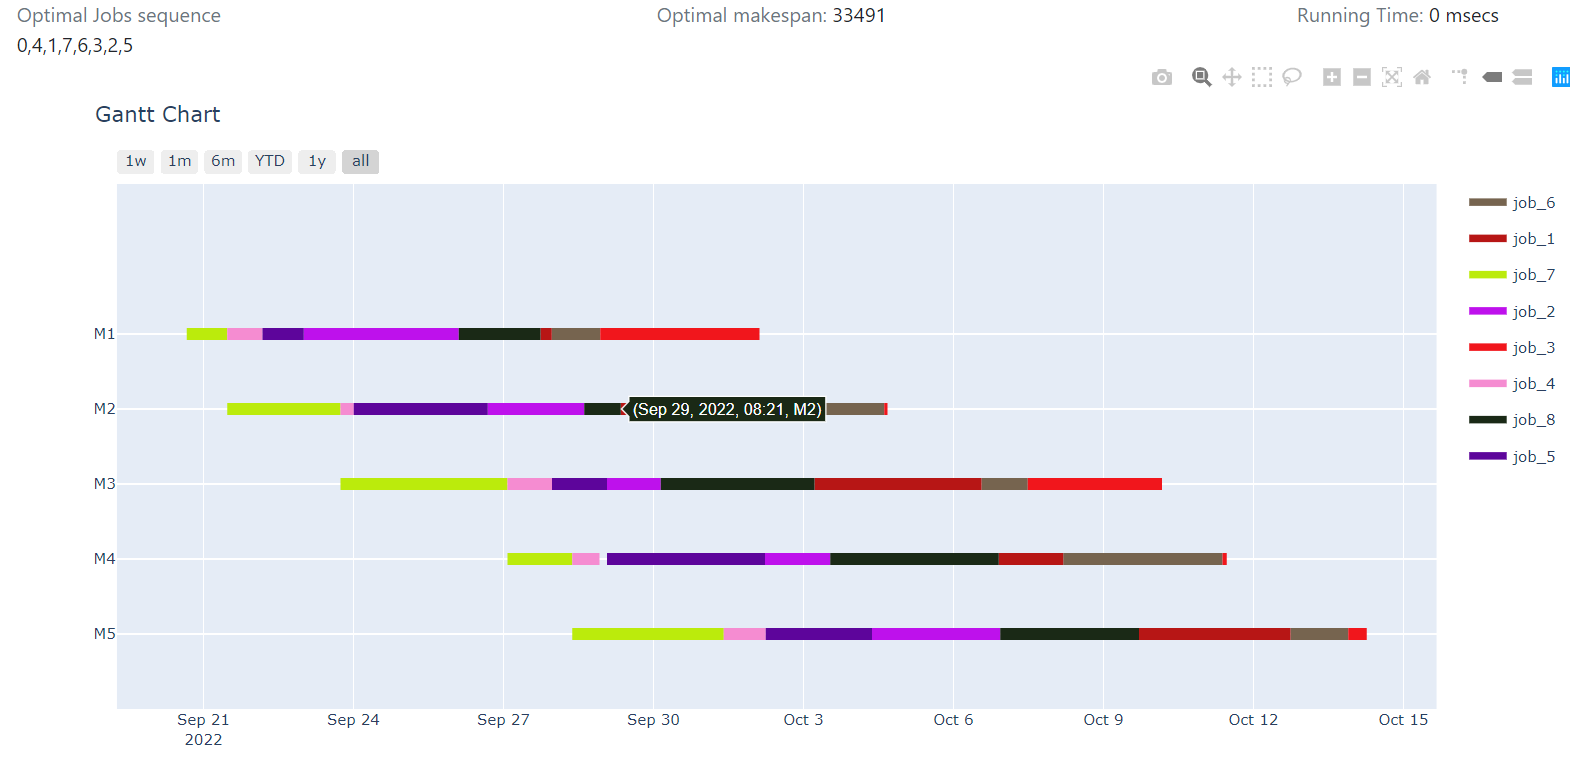 Optimal Jobs sequence
0,4,1,7,6,3,2,5
Optimal makespan: 33491
Running Time: 0 msecs
Gantt Chart
1w 1m 6m YTD 1y all
M1
M2
(Sep 29, 2022, 08:21, M2)
M3
M4
M5
Sep 21 Sep 24 Sep 27 Sep 30 Oct 3 Oct 6 Oct 9 Oct 12 Oct 15
2022
job_6
job_1
job_7
job_2
job_3
job_4
job_8
job_5